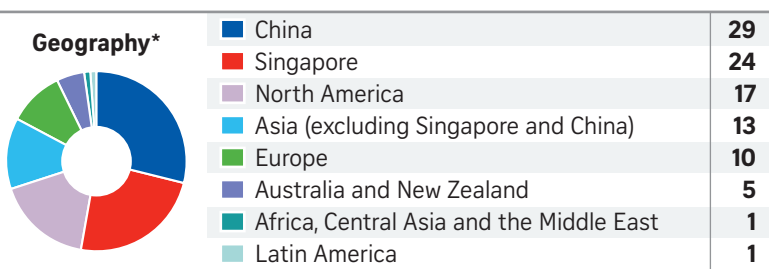 Geography*
China 29
Singapore 24
North America 17
Asia (excluding Singapore and China) 13
Europe 10
Australia and New Zealand 5
Africa, Central Asia and the Middle East 1
Latin America 1